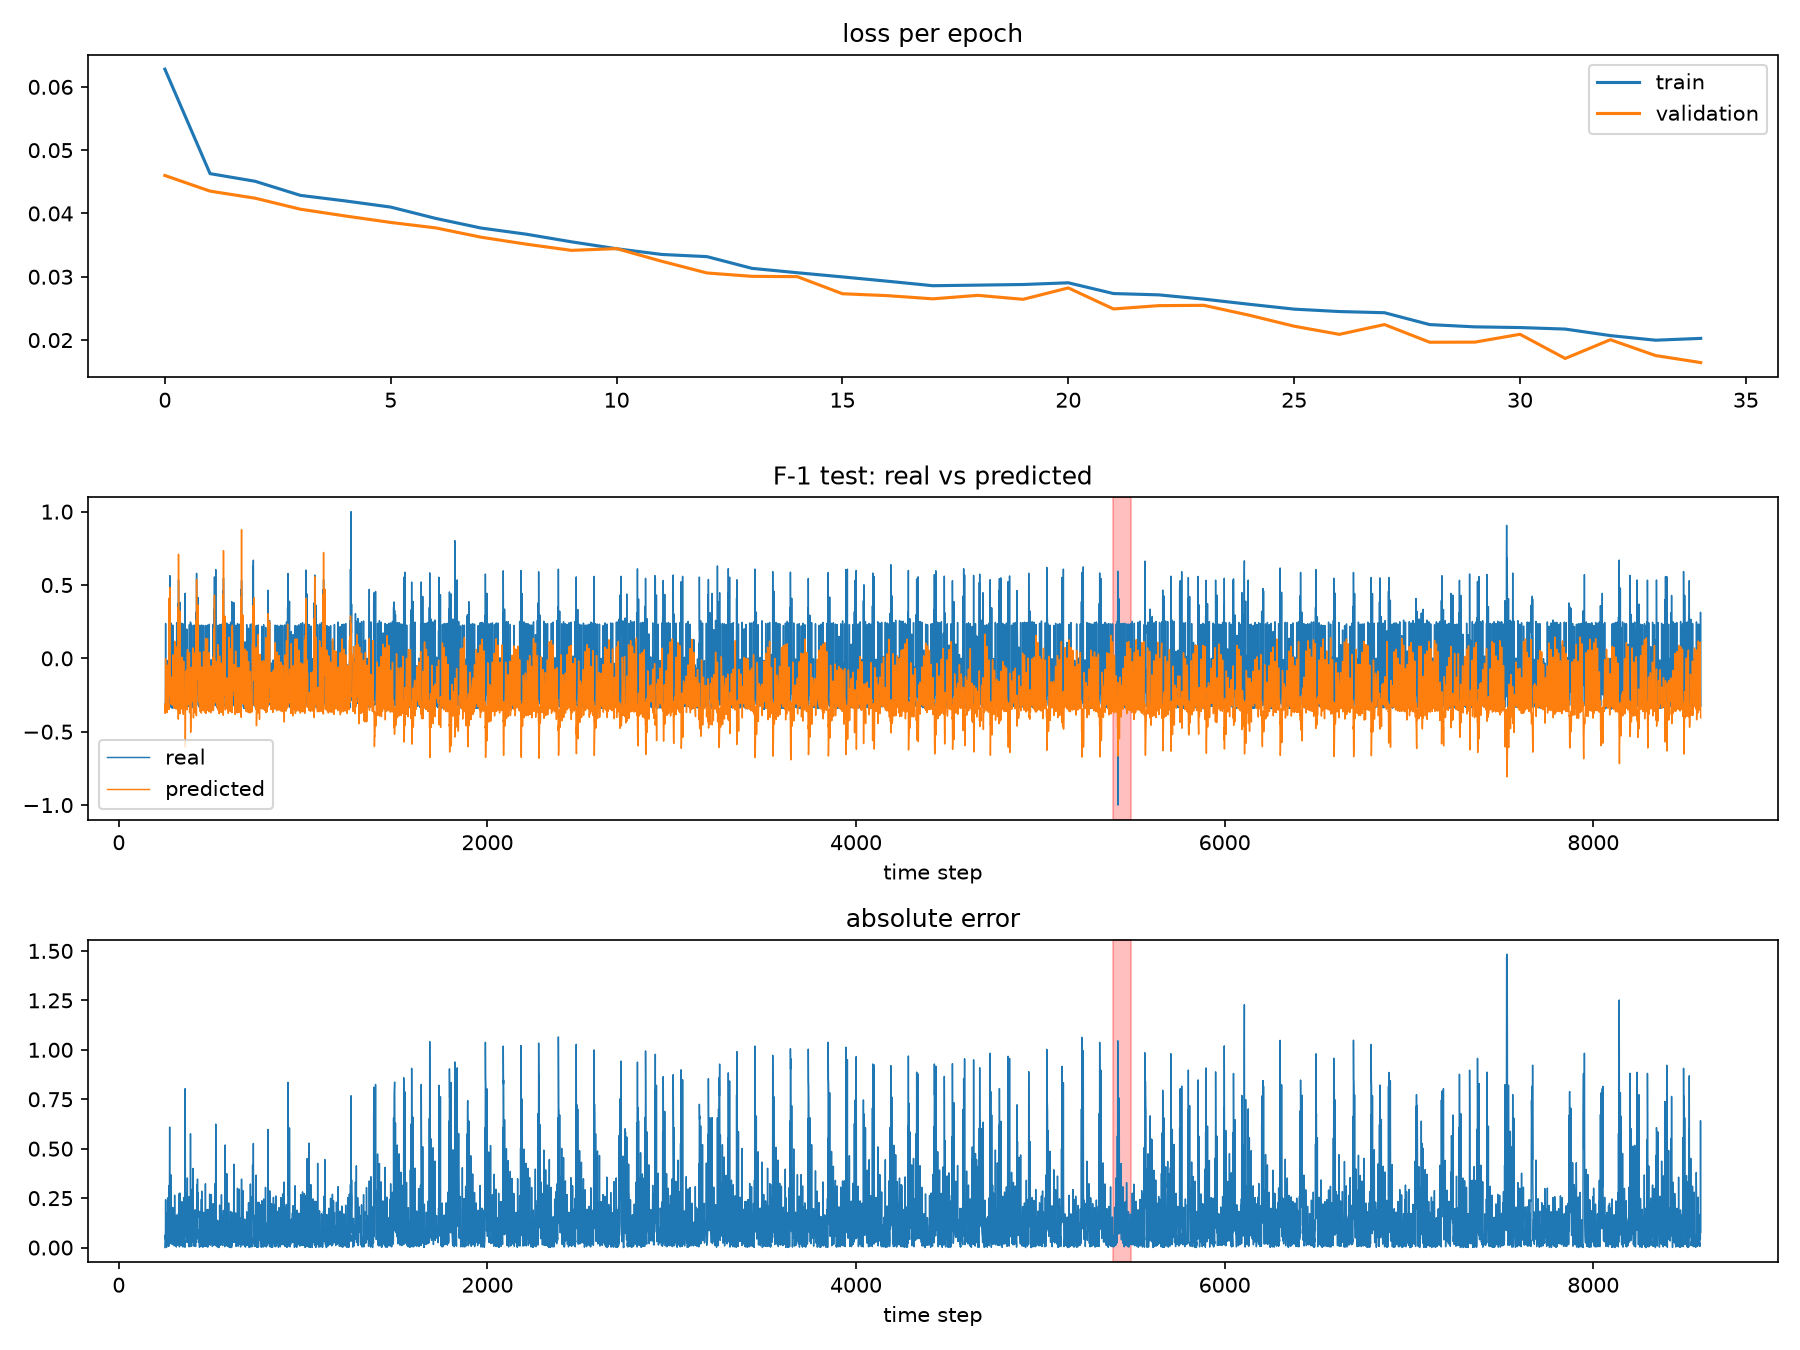 loss per epoch
0.06
0.05
0.04
0.03
0.02
train
validation
0 5 10 15 20 25 30 35
F-1 test: real vs predicted
1.0
0.5
0.0
−0.5
−1.0
real
predicted
0 2000 4000 6000 8000
time step
absolute error
1.50
1.25
1.00
0.75
0.50
0.25
0.00
0 2000 4000 6000 8000
time step